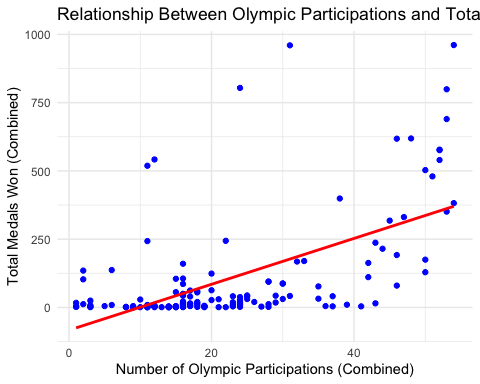 Relationship Between Olympic Participations and Tota
1000
750
500
250
0
0 20 40
Total Medals Won (Combined)
Number of Olympic Participations (Combined)